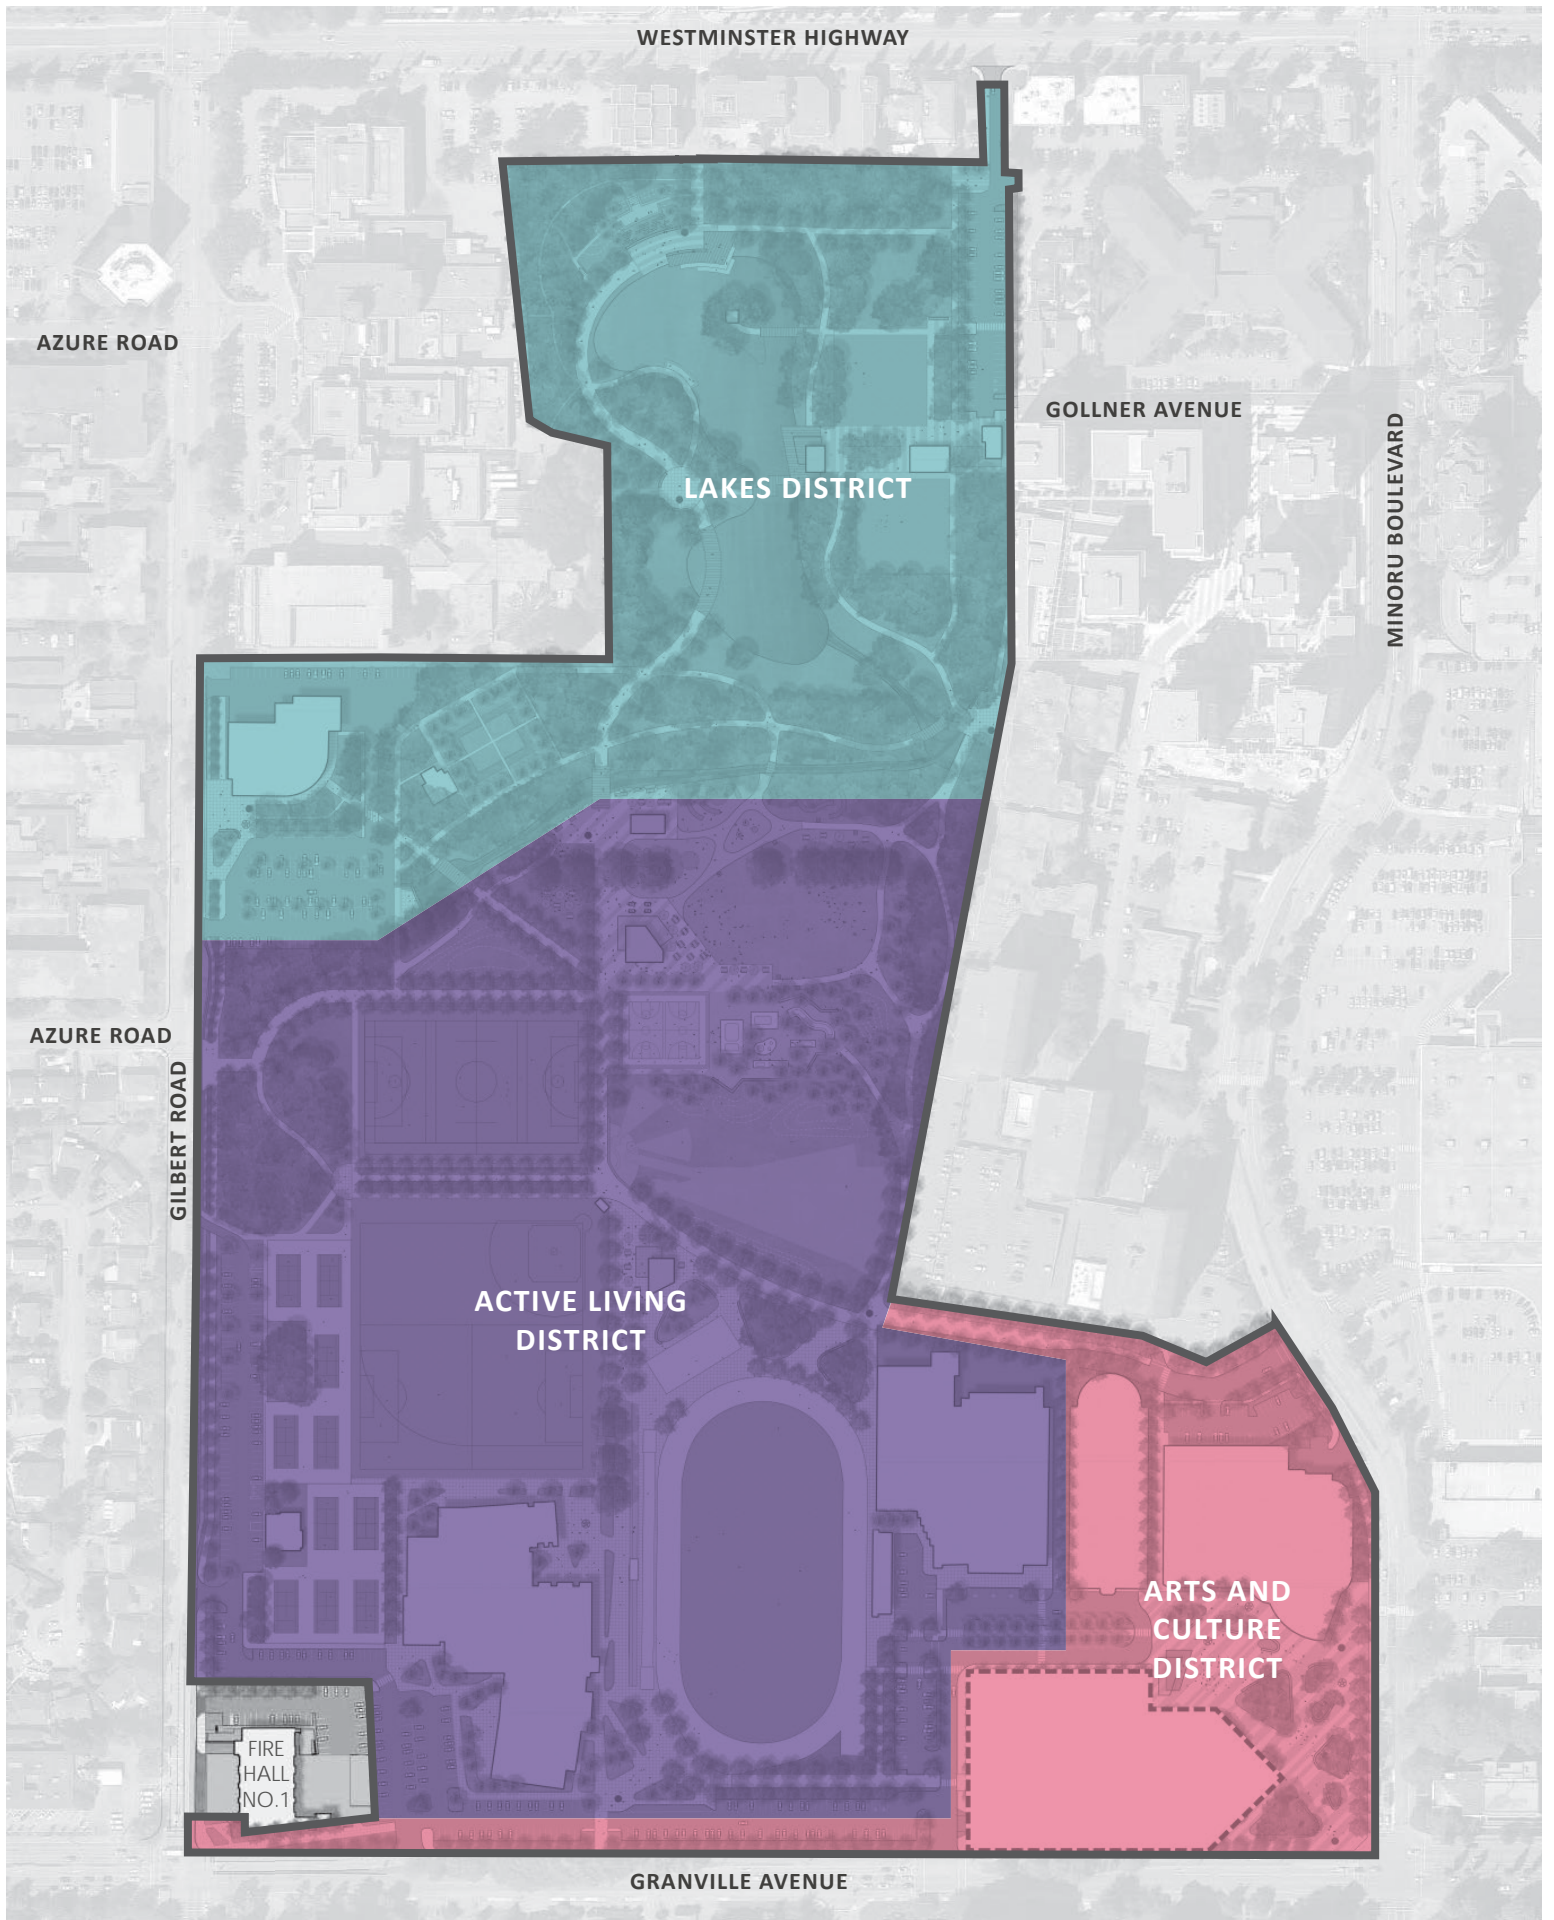 WESTMINSTER HIGHWAY
AZURE ROAD
GOLLNER AVENUE
MINORU BOULEVARD
LAKES DISTRICT
AZURE ROAD
GILBERT ROAD
ACTIVE LIVING
DISTRICT
ARTS AND
CULTURE
DISTRICT
FIRE
HALL
NO.1
GRANVILLE AVENUE